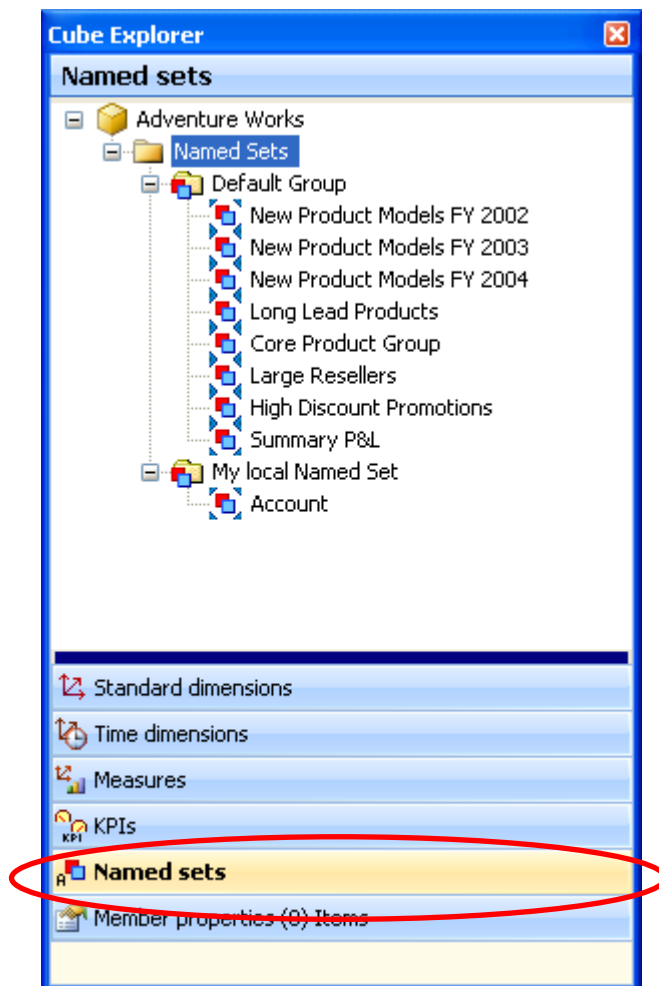 Cube Explorer
Named sets
Adventure Works
Named Sets
Default Group
New Product Models FY 2002
New Product Models FY 2003
New Product Models FY 2004
Long Lead Products
Core Product Group
Large Resellers
High Discount Promotions
Summary P&L
My local Named Set
Account
Standard dimensions
Time dimensions
Measures
KPI KPIs
A Named sets
Member properties (0) Items